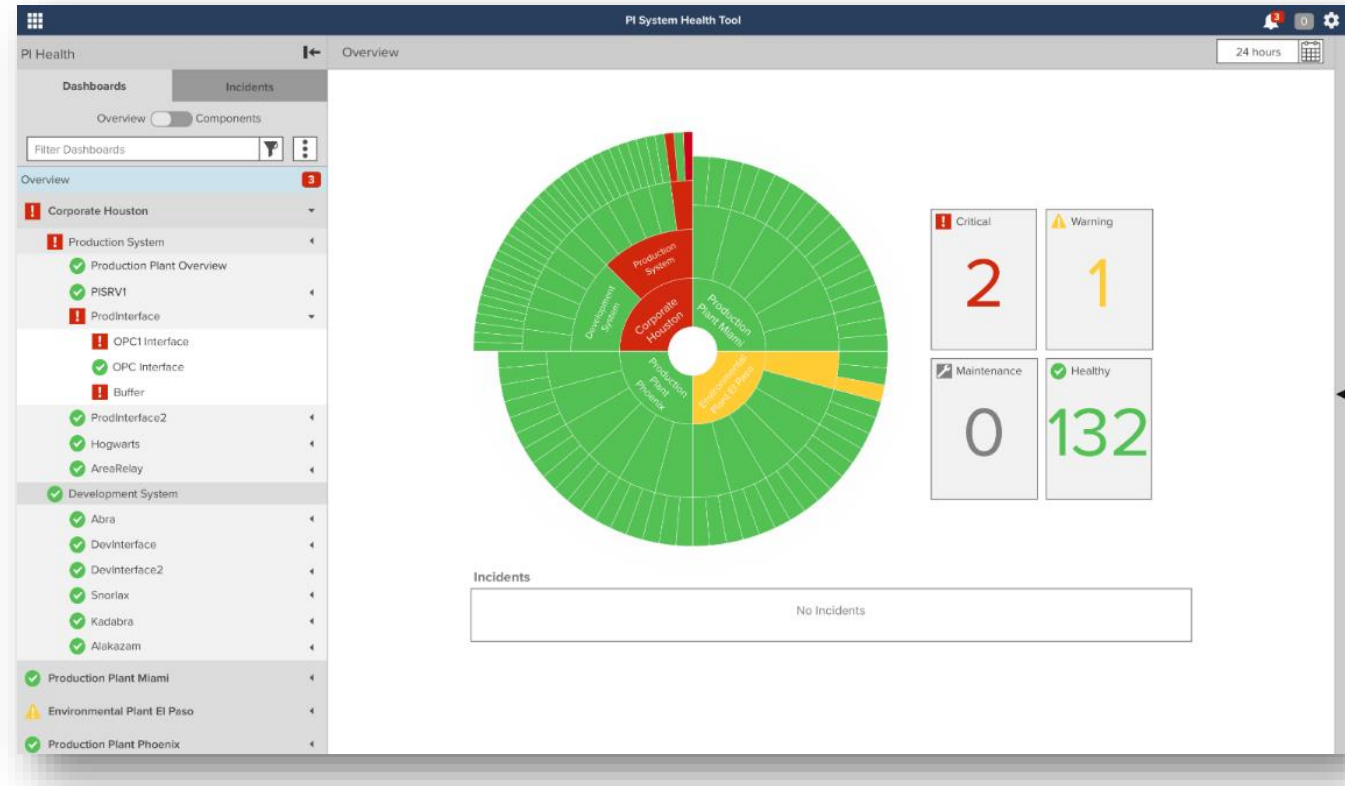 PI System Health Tool
3
0
PI Health
Overview
24 hours
Dashboards
Incidents
Overview
Components
Filter Dashboards
Overview
3
Corporate Houston
Production System
Production Plant Overview
PISRV1
ProdInterface
OPC1 Interface
OPC Interface
Buffer
ProdInterface2
Hogwarts
AreaRelay
Development System
Abra
DevInterface
DevInterface2
Snorlax
Kadabra
Alakazam
Production Plant Miami
Environmental Plant El Paso
Production Plant Phoenix
Production
System
Development
System
Corporate
Houston
Production
Plant Miami
Production
Plant
Phoenix
Environmental
Plant El Paso
Critical
2
Warning
1
Maintenance
0
Healthy
132
Incidents
No Incidents